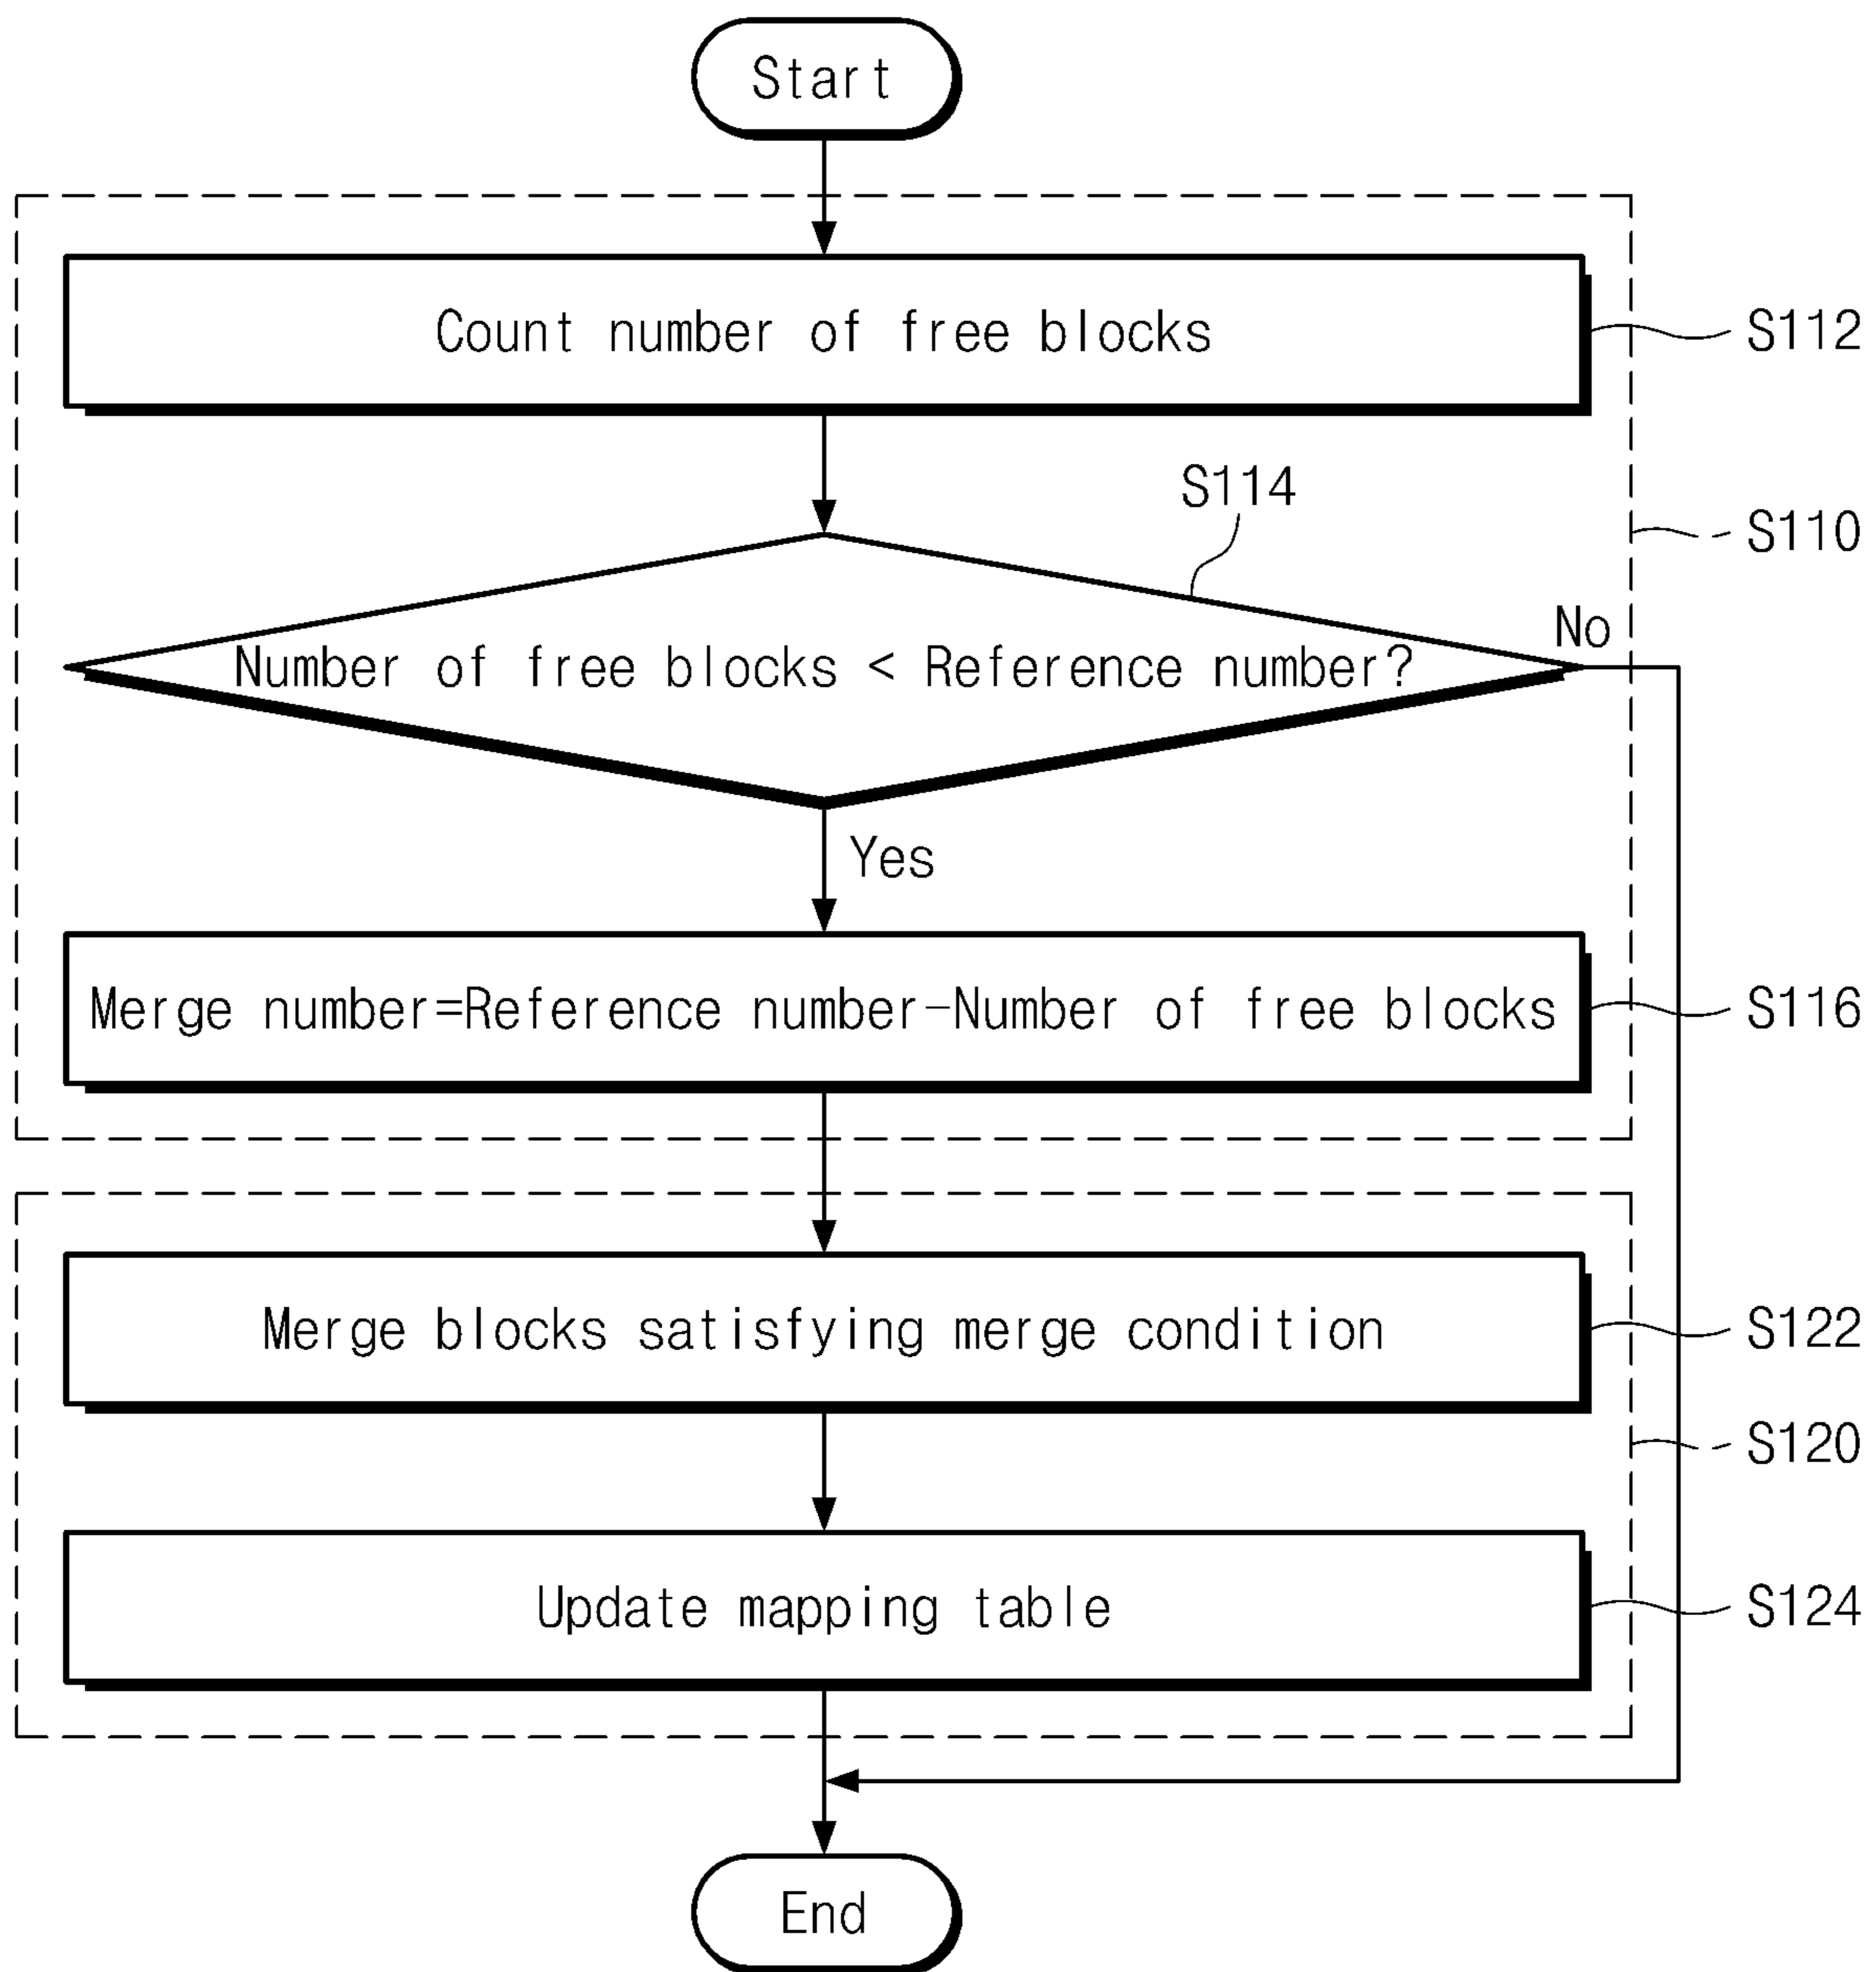 Start
Count number of free blocks
S112
S114
S110
No
Number of free blocks < Reference number?
Yes
Merge number=Reference number-Number of free blocks
S116
Merge blocks satisfying merge condition
S122
S120
Update mapping table
S124
End